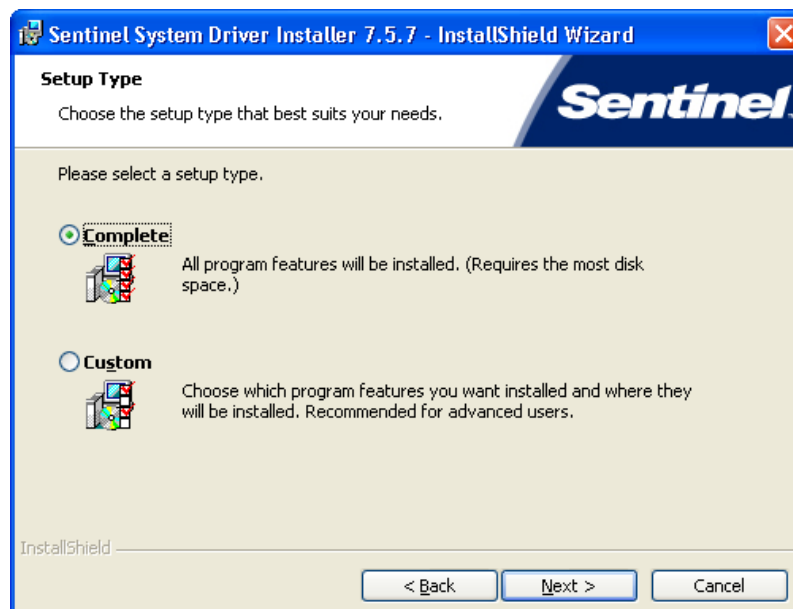 Sentinel System Driver Installer 7.5.7 - InstallShield Wizard
Setup Type
Choose the setup type that best suits your needs.
Sentinel.
Please select a setup type.
Complete
All program features will be installed. (Requires the most disk
space.)
Custom
Choose which program features you want installed and where they
will be installed. Recommended for advanced users.
InstallShield
< Back
Next >
Cancel